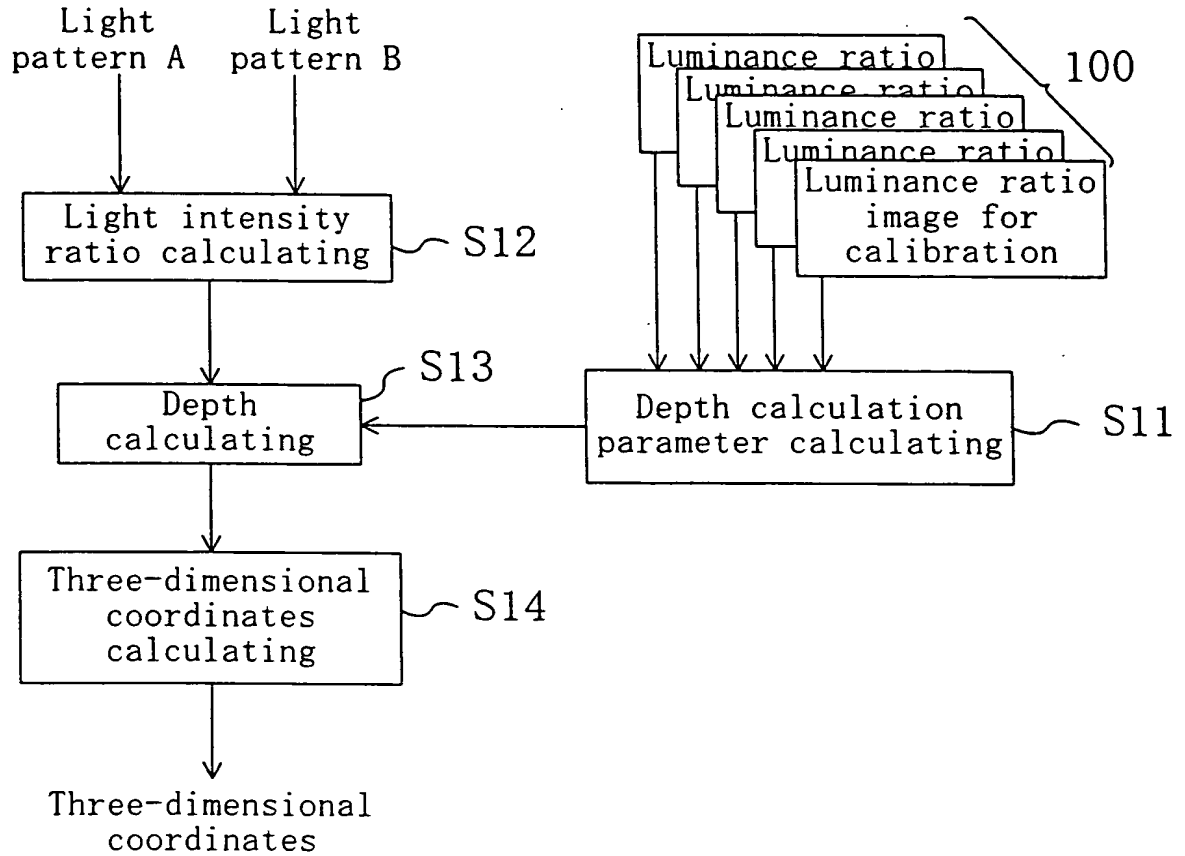 Light
pattern A
Light
pattern B
Luminance ratio
Luminance ratio
Luminance ratio
Luminance ratio
Luminance ratio
image for
calibration
100
Light intensity
ratio calculating
S12
Depth
calculating
S13
Depth calculation
parameter calculating
S11
Three-dimensional
coordinates
calculating
S14
Three-dimensional
coordinates